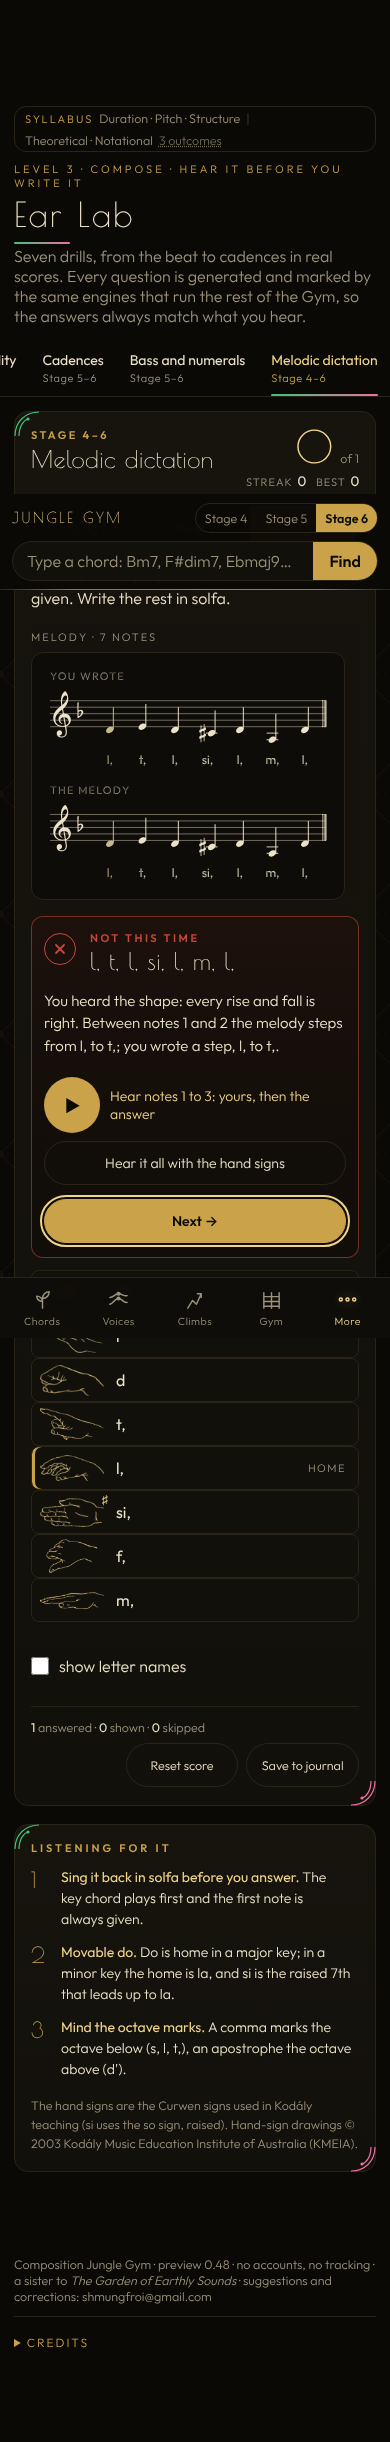 SYLLABUS Duration · Pitch · Structure |
Theoretical · Notational 3 outcomes
LEVEL 3 · COMPOSE · HEAR IT BEFORE YOU
WRITE IT
Ear Lab
Seven drills, from the beat to cadences in real
scores. Every question is generated and marked by
the same engines that run the rest of the Gym, so
the answers always match what you hear.
lity Cadences Bass and numerals Melodic dictation
Stage 5–6 Stage 5–6 Stage 4–6
STAGE 4–6
Melodic dictation
of 1
STREAK 0 BEST 0
JUNGLE GYM Stage 4 Stage 5 Stage 6
Type a chord: Bm7, F#dim7, Ebmaj9... Find
given. Write the rest in solfa.
MELODY · 7 NOTES
YOU WROTE
l, t, l, si, l, m, l,
THE MELODY
l, t, l, si, l, m, l,
NOT THIS TIME
l, t, l, si, l, m, l,
You heard the shape: every rise and fall is
right. Between notes 1 and 2 the melody steps
from l, to t,; you wrote a step, l, to t,.
Hear notes 1 to 3: yours, then the
answer
Hear it all with the hand signs
Next →
Chords Voices Climbs Gym More
d
t,
l, HOME
si,
f,
m,
show letter names
1 answered · 0 shown · 0 skipped
Reset score Save to journal
LISTENING FOR IT
1 Sing it back in solfa before you answer. The
key chord plays first and the first note is
always given.
2 Movable do. Do is home in a major key; in a
minor key the home is la, and si is the raised 7th
that leads up to la.
3 Mind the octave marks. A comma marks the
octave below (s, l, t,), an apostrophe the octave
above (d').
The hand signs are the Curwen signs used in Kodály
teaching (si uses the so sign, raised). Hand-sign drawings ©
2003 Kodály Music Education Institute of Australia (KMEIA).
Composition Jungle Gym · preview 0.48 · no accounts, no tracking ·
a sister to The Garden of Earthly Sounds · suggestions and
corrections: shmungfroi@gmail.com
CREDITS